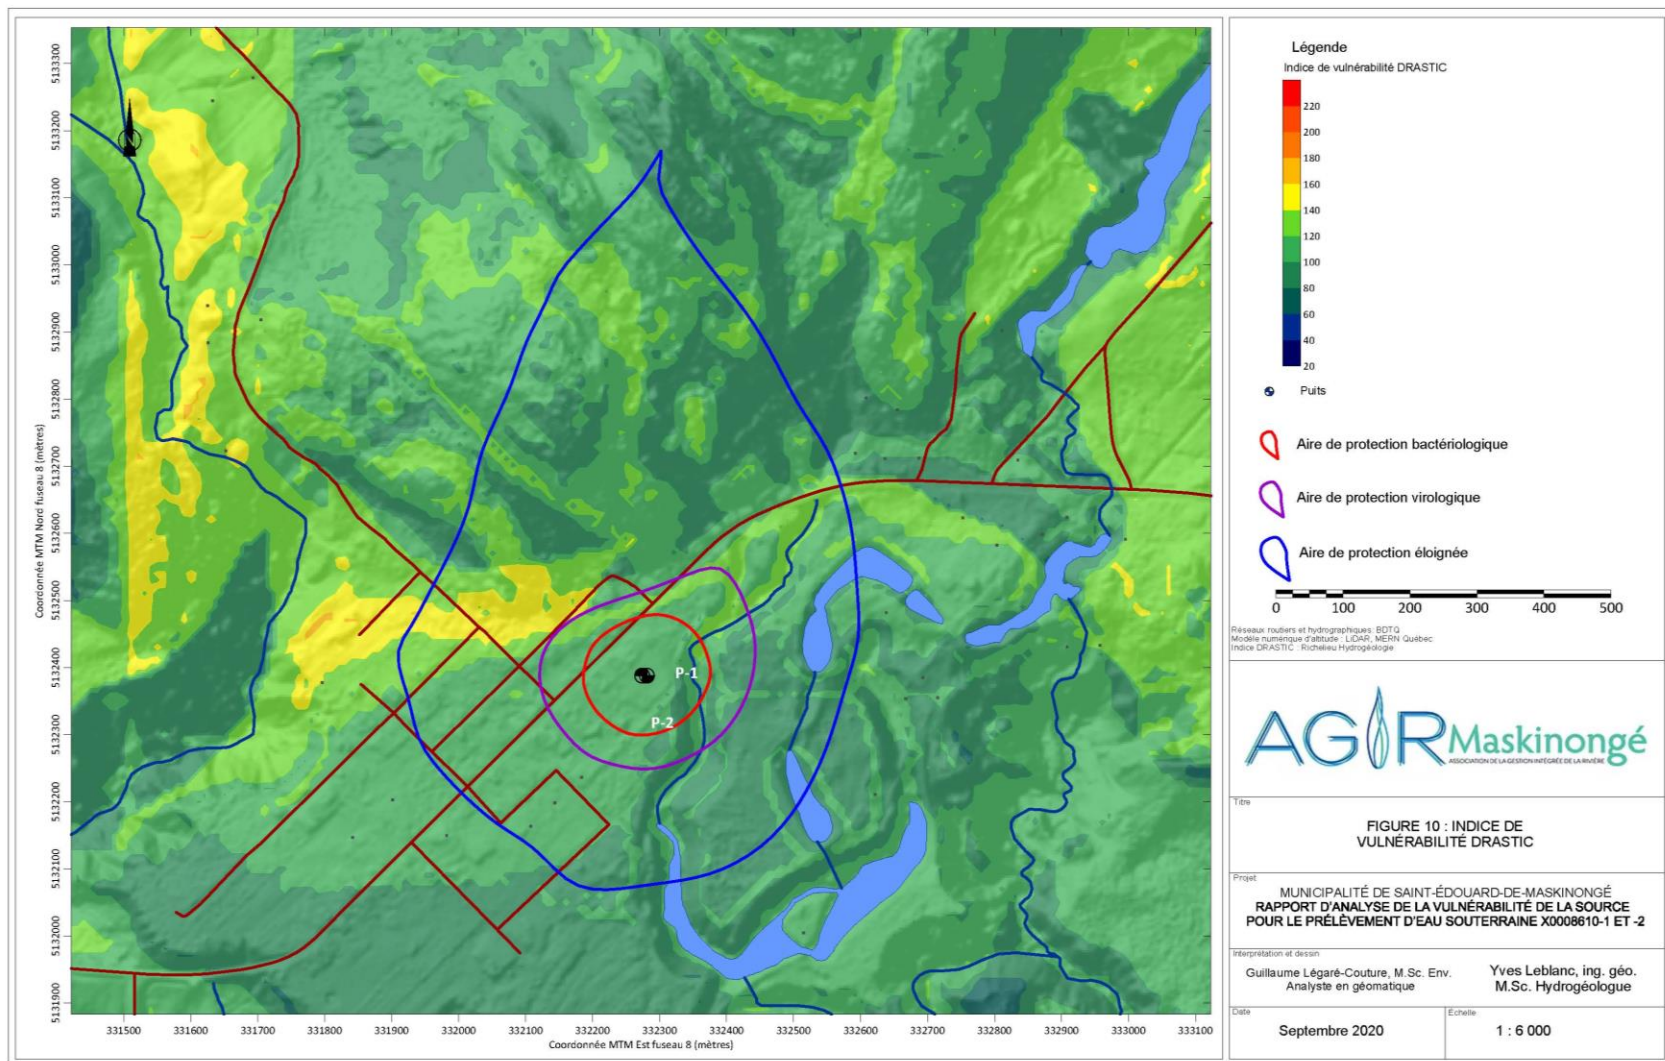 5133300
5133200
5133100
5133000
5132900
5132800
5132700
5132600
5132500
5132400
5132300
5132200
5132100
5132000
5131900
Coordonnée MTM Nord fuseau 8 (mètres)
P-1
P-2
331500 331600 331700 331800 331900 332000 332100 332200 332300 332400 332500 332600 332700 332800 332900 333000 333100
Coordonnée MTM Est fuseau 8 (mètres)
Légende
Indice de vulnérabilité DRASTIC
220
200
180
160
140
120
100
80
60
40
20
Puits
Aire de protection bactériologique
Aire de protection virologique
Aire de protection éloignée
0 100 200 300 400 500
Réseaux routiers et hydrographiques: BDTQ
Modèle numérique d'altitude : LiDAR, MERN Québec
Indice DRASTIC : Richelieu Hydrogéologie
AGIR Maskinongé
ASSOCIATION DE LA GESTION INTÉGRÉE DE LA RIVIÈRE
Titre
FIGURE 10 : INDICE DE
VULNÉRABILITÉ DRASTIC
Projet
MUNICIPALITÉ DE SAINT-ÉDOUARD-DE-MASKINONGÉ
RAPPORT D'ANALYSE DE LA VULNÉRABILITÉ DE LA SOURCE
POUR LE PRÉLÈVEMENT D'EAU SOUTERRAINE X0008610-1 ET -2
Interprétation et dessin
Guillaume Légaré-Couture, M.Sc. Env.
Analyste en géomatique
Yves Leblanc, ing. géo.
M.Sc. Hydrogéologue
Date
Septembre 2020
Echelle
1 : 6 000